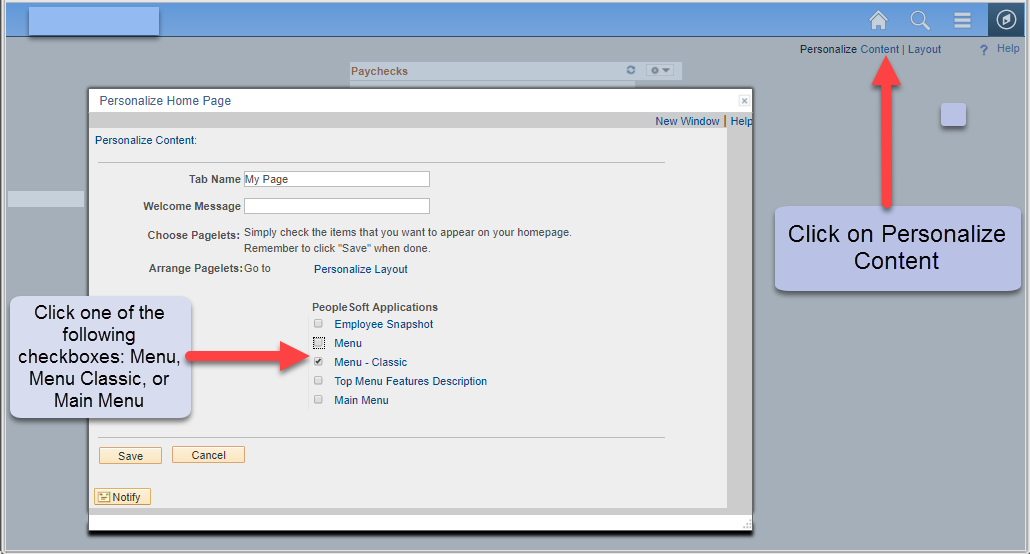 Personalize Content | Layout
? Help
Paychecks
Personalize Home Page
New Window | Help
Personalize Content:
Tab Name My Page
Welcome Message
Choose Pagelets: Simply check the items that you want to appear on your homepage.
Remember to click "Save" when done.
Arrange Pagelets: Go to Personalize Layout
PeopleSoft Applications
Employee Snapshot
Menu
Menu - Classic
Top Menu Features Description
Main Menu
Save
Cancel
Notify
Click on Personalize
Content
Click one of the
following
checkboxes: Menu,
Menu Classic, or
Main Menu